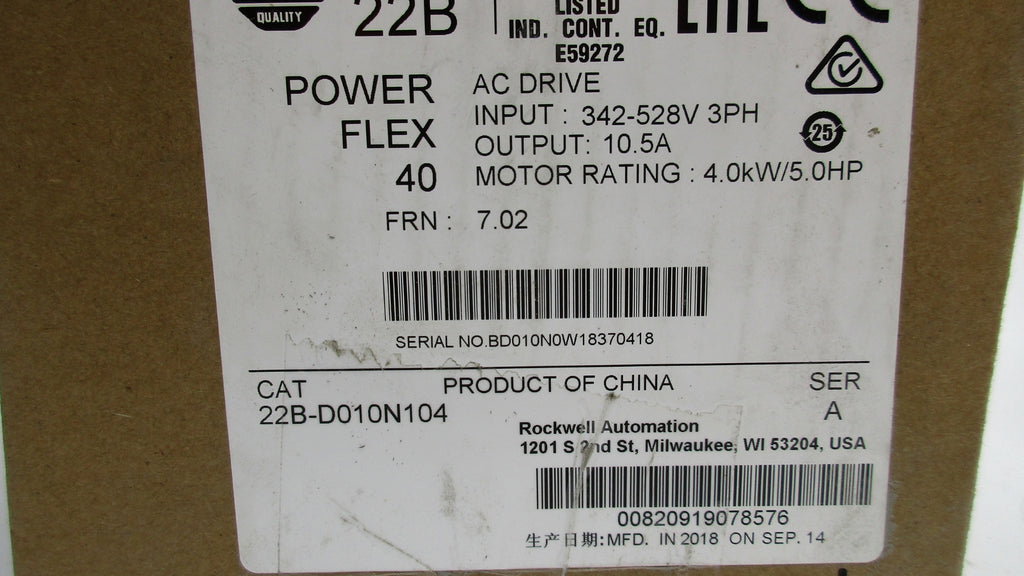 QUALITY
22B
LISTED
IND. CONT. EQ.
E59272
EAC CE
POWER
FLEX
40
AC DRIVE
INPUT : 342-528V 3PH
OUTPUT: 10.5A
MOTOR RATING : 4.0kW/5.0HP
25
FRN : 7.02
SERIAL NO.BD010N0W18370418
CAT
22B-D010N104
PRODUCT OF CHINA
SER
A
Rockwell Automation
1201 S 2nd St, Milwaukee, WI 53204, USA
00820919078576
生产日期:MFD. IN 2018 ON SEP. 14